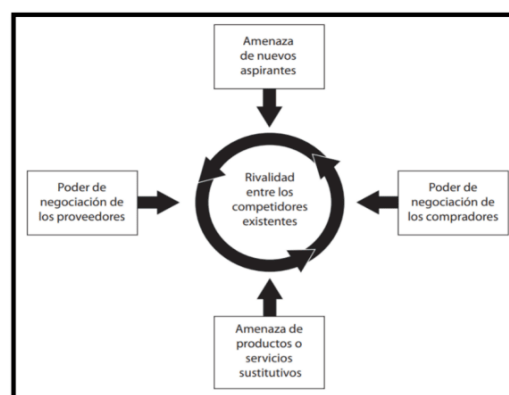 Amenaza
de nuevos
aspirantes
Poder de
negociación de
los proveedores
Rivalidad
entre los
competidores
existentes
Poder de
negociación de
los compradores
Amenaza de
productos o
servicios
sustitutivos